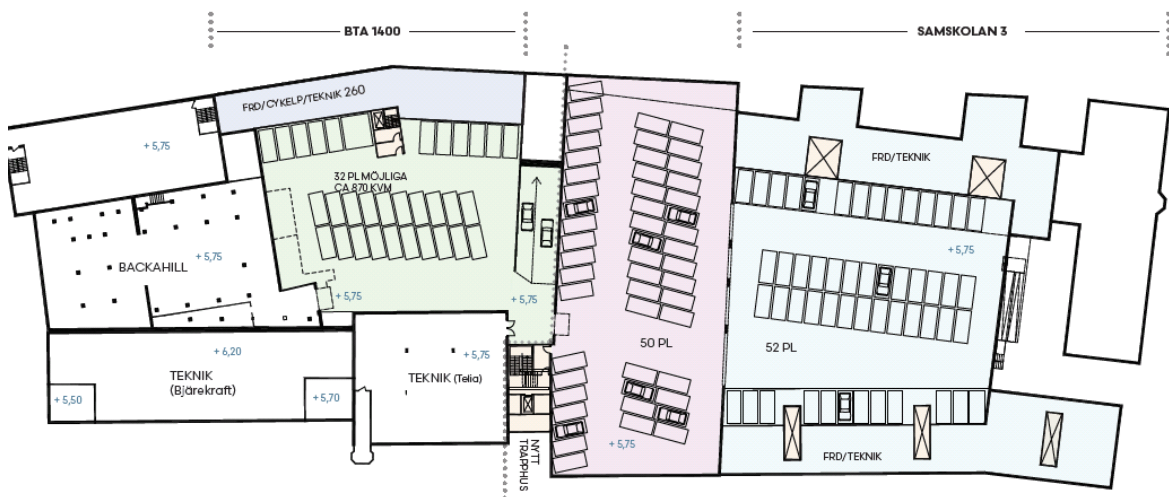 BTA 1400
SAMSKOLAN 3
FRD/CYKELP/TEKNIK 260
+ 5,75
32 PL MÖJLIGA
CA 870 KVM
FRD/TEKNIK
+ 5,75
BACKAHILL
+ 5,75
+ 5,75
+ 5,75
50 PL
52 PL
+ 6,20
TEKNIK
(Bjärekraft)
+ 5,50
+ 5,70
+ 5,75
TEKNIK (Telia)
NYTT
TRAPPHUS
+ 5,75
FRD/TEKNIK